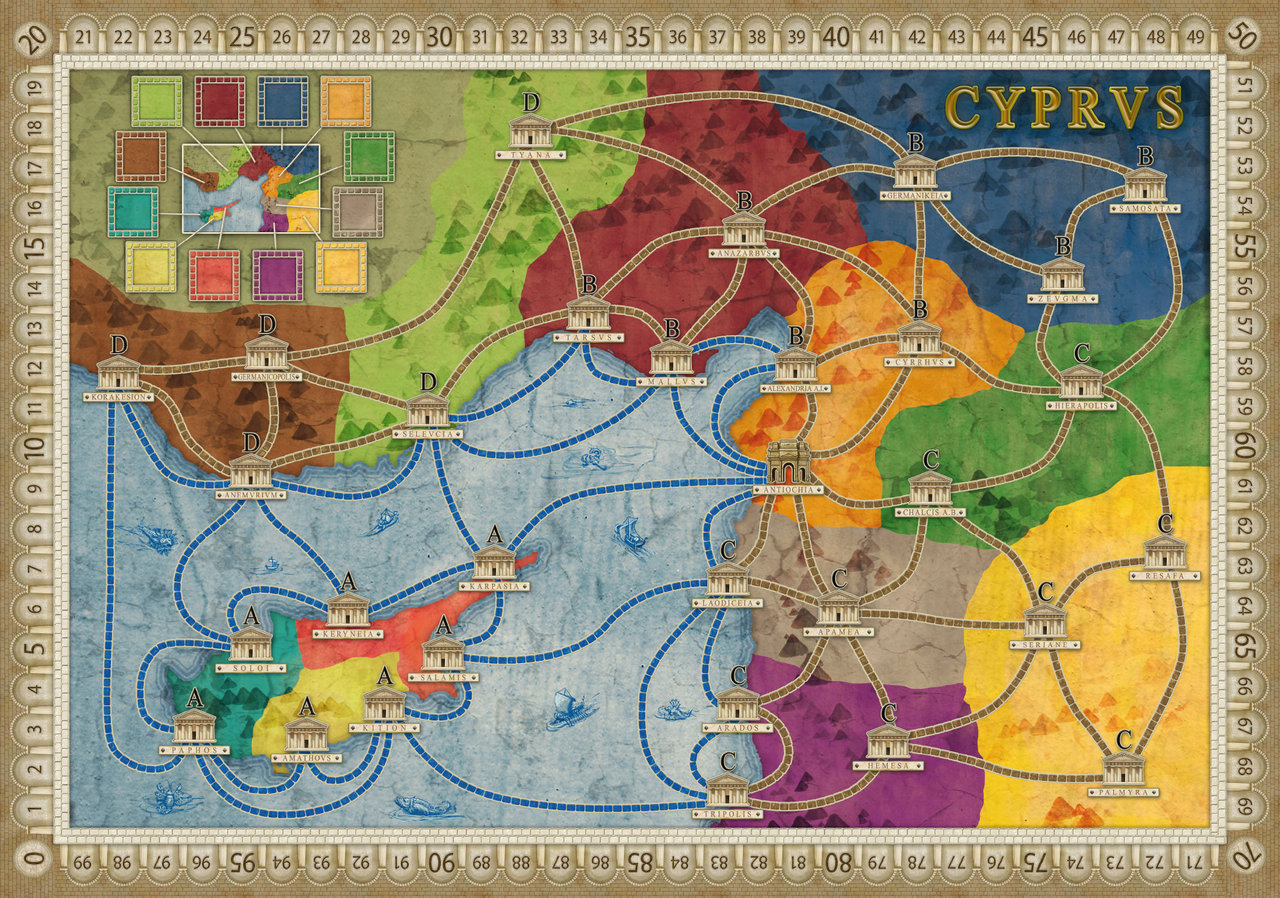 20 21 22 23 24 25 26 27 28 29 30 31 32 33 34 35 36 37 38 39 40 41 42 43 44 45 46 47 48 49 50
CYPRVS
D
TYANA
B
GERMANIKEIA
B
SAMOSATA
B
ANAZARBVS
B
ZEVGMA
B
TARSVS
D
KORAKESION
D
GERMANICOPOLIS
B
MALLVS
B
ALEXANDRIA A.I.
B
CYRRHVS
C
HIERAPOLIS
D
SELEVCIA
D
ANEMVRIVM
ANTIOCHIA
C
CHALCIS A.B.
A
KARPASIA
C
LAODICEIA
C
RESAFA
A
KERYNEIA
C
APAMEA
C
SERIANE
A
SOLOI
A
SALAMIS
A
PAPHOS
A
AMATHOVS
A
KITION
C
ARADOS
C
HEMESA
C
TRIPOLIS
C
PALMYRA
19
18
17
16
15
14
13
12
11
10
9
8
7
6
5
4
3
2
1
0
51
52
53
54
55
56
57
58
59
60
61
62
63
64
65
66
67
68
69
70
99 98 97 96 95 94 93 92 91 90 89 88 87 86 85 84 83 82 81 80 79 78 77 76 75 74 73 72 71